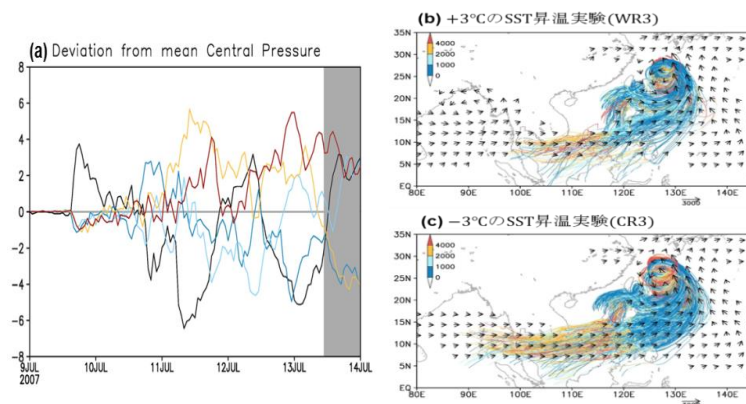 (a) Deviation from mean Central Pressure
8
6
4
2
0
-2
-4
-6
-8
9JUL
2007
10JUL
11JUL
12JUL
13JUL
14JUL
(b) +3℃のSST昇温実験(WR3)
4000
2000
1000
0
35N
30N
25N
20N
15N
10N
5N
EQ
80E
90E
100E
110E
120E
130E
140E
300
(c) -3℃のSST昇温実験(CR3)
4000
2000
1000
0
35N
30N
25N
20N
15N
10N
5N
EQ
80E
90E
100E
110E
120E
130E
140E
300